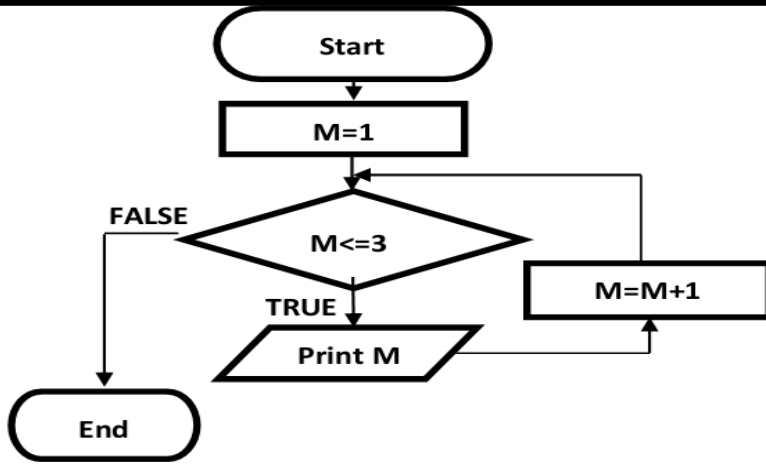 Start
M=1
FALSE
M<=3
TRUE
M=M+1
Print M
End